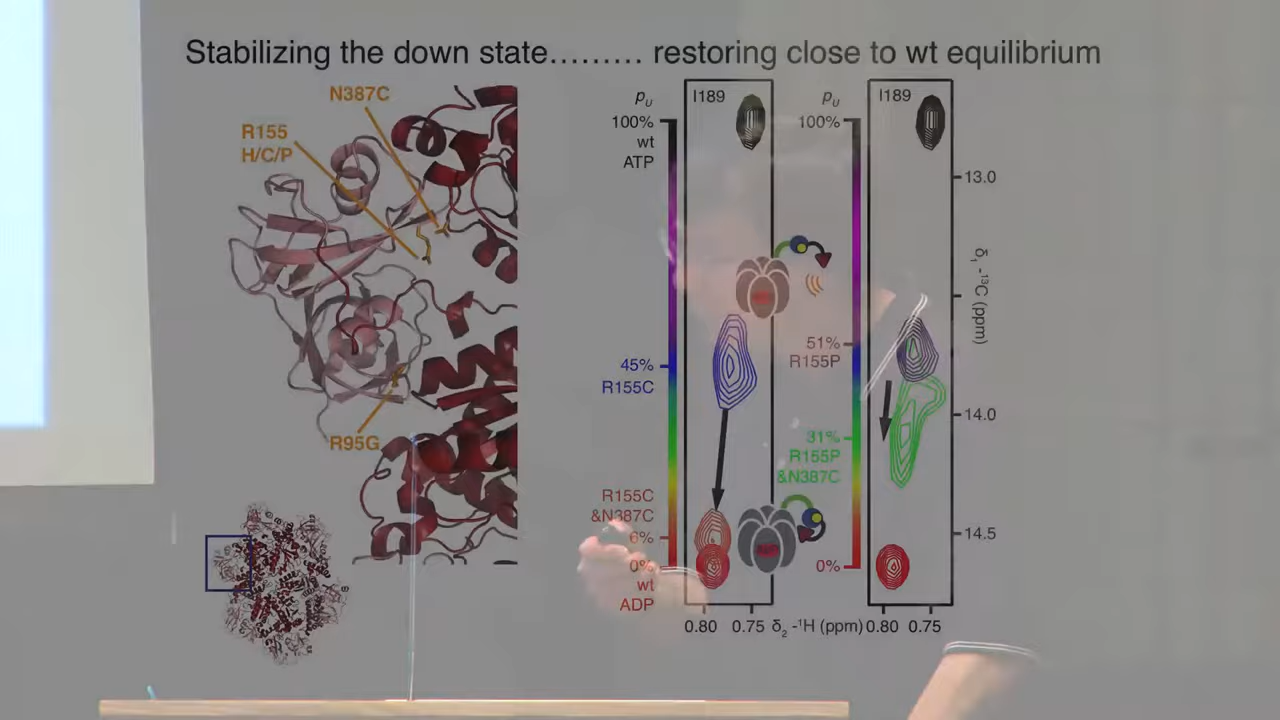 Stabilizing the down state……… restoring close to wt equilibrium
N387C
R155
H/C/P
R95G
pU
100%
wt
ATP
45%
R155C
R155C
&N387C
6%
0%
wt
ADP
I189
0.80 0.75
δ2 -1H (ppm)
pU
100%
51%
R155P
31%
R155P
&N387C
0%
I189
0.80 0.75
13.0
14.0
14.5
δ1 -13C (ppm)